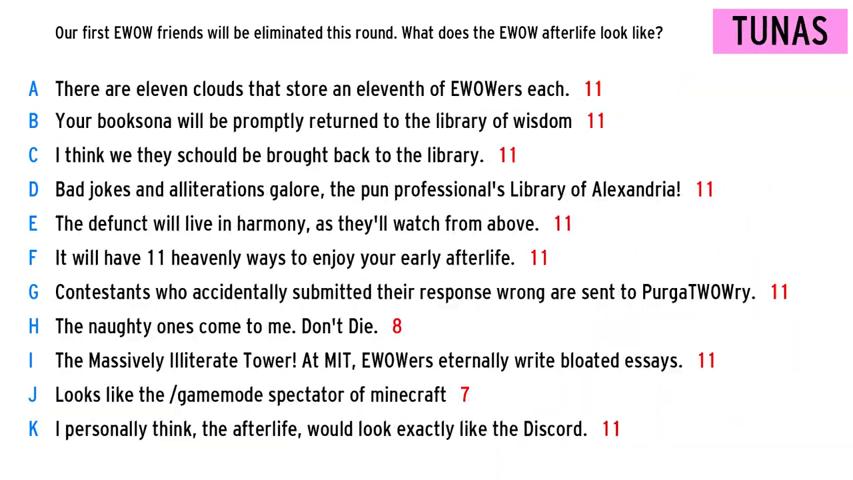 Our first EWOW friends will be eliminated this round. What does the EWOW afterlife look like?
TUNAS
A There are eleven clouds that store an eleventh of EWOWers each. 11
B Your booksona will be promptly returned to the library of wisdom 11
C I think we they schould be brought back to the library. 11
D Bad jokes and alliterations galore, the pun professional's Library of Alexandria! 11
E The defunct will live in harmony, as they'll watch from above. 11
F It will have 11 heavenly ways to enjoy your early afterlife. 11
G Contestants who accidentally submitted their response wrong are sent to PurgaTWOWry. 11
H The naughty ones come to me. Don't Die. 8
I The Massively Illiterate Tower! At MIT, EWOWers eternally write bloated essays. 11
J Looks like the /gamemode spectator of minecraft 7
K I personally think, the afterlife, would look exactly like the Discord. 11